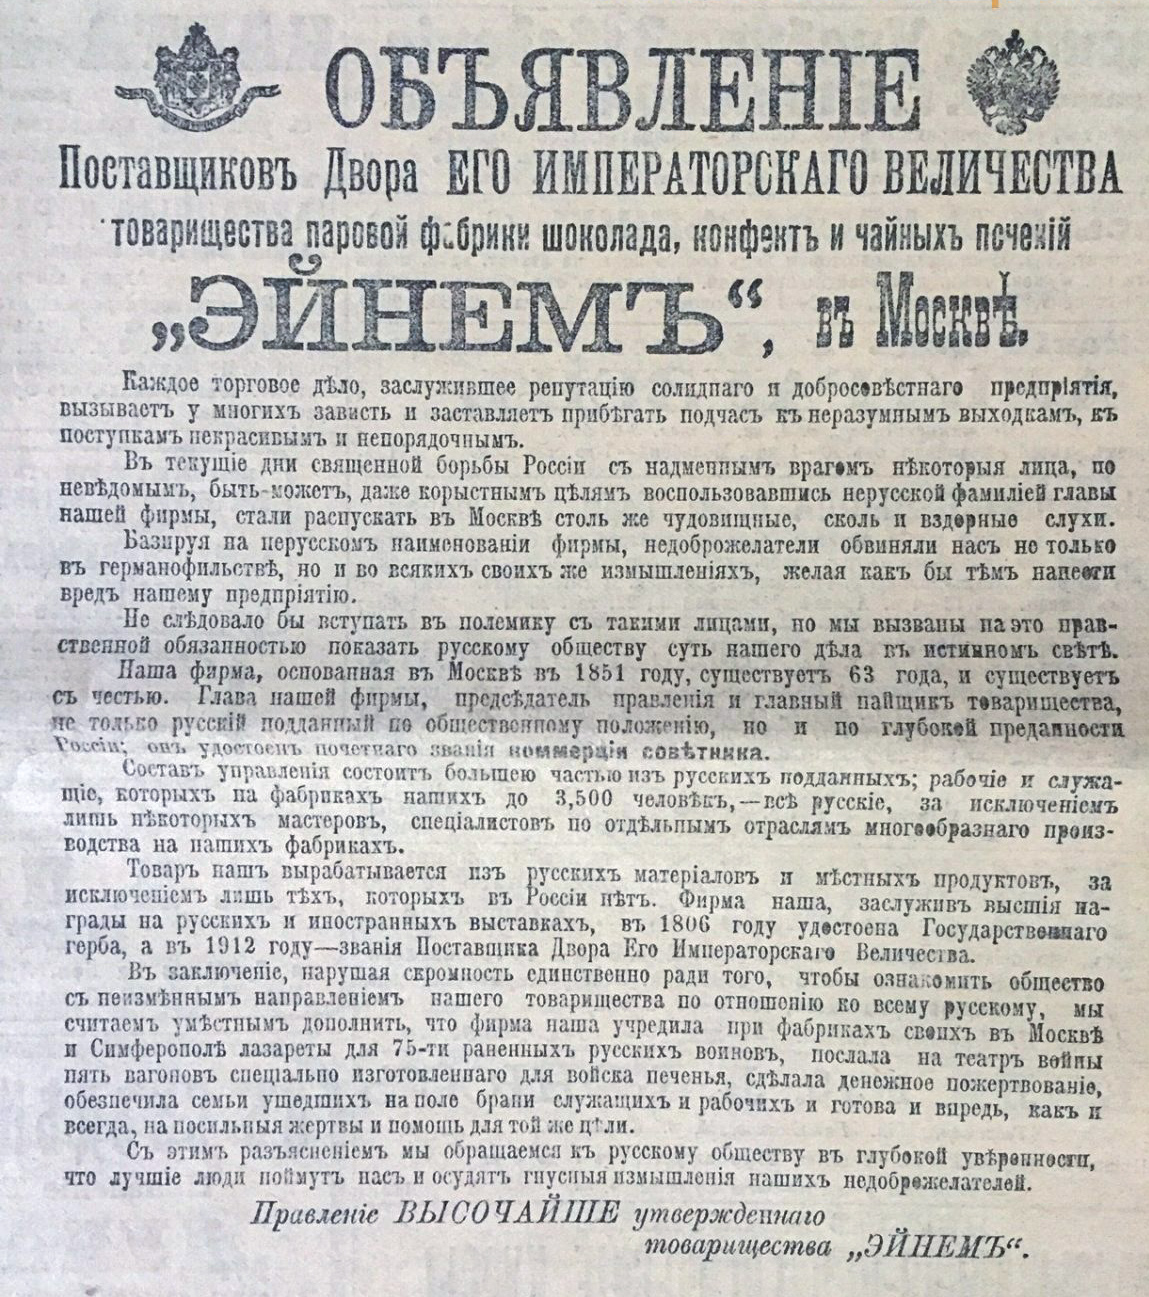 ОБЪЯВЛЕНІЕ
Поставщиковъ Двора ЕГО ИМПЕРАТОРСКАГО ВЕЛИЧЕСТВА
товарищества паровой фабрики шоколада, конфектъ и чайныхъ печеній
„ЭЙНЕМЪ“, въ Москвѣ.
Каждое торговое дѣло, заслужившее репутацію солиднаго и добросовѣстнаго предпріятія,
вызываетъ у многихъ зависть и заставляетъ прибѣгать подчасъ къ неразумнымъ выходкамъ, къ
поступкамъ некрасивымъ и непорядочнымъ.
Въ текущіе дни священной борьбы Россіи съ надменнымъ врагомъ нѣкоторыя лица, по
невѣдомымъ, быть-можетъ, даже корыстнымъ цѣлямъ воспользовавшись нерусской фамиліей главы
нашей фирмы, стали распускать въ Москвѣ столь же чудовищные, сколь и вздорные слухи.
Базируя на нерусскомъ наименованіи фирмы, недоброжелатели обвиняли насъ не только
въ германофильствѣ, но и во всякихъ своихъ же измышленіяхъ, желая какъ бы тѣмъ нанести
вредъ нашему предпріятію.
Не слѣдовало бы вступать въ полемику съ такими лицами, но мы вызваны на это нрав-
ственной обязанностью показать русскому обществу суть нашего дѣла въ истинномъ свѣтѣ.
Наша фирма, основанная въ Москвѣ въ 1851 году, существуетъ 63 года, и существуетъ
съ честью. Глава нашей фирмы, предсѣдатель правленія и главный пайщикъ товарищества,
не только русскій подданный по общественному положенію, но и по глубокой преданности
Россіи; онъ удостоенъ почетнаго званія коммерціи совѣтника.
Составъ управленія состоитъ большею частью изъ русскихъ подданныхъ; рабочіе и служа-
щіе, которыхъ на фабрикахъ нашихъ до 3,500 человѣкъ,—всѣ русскіе, за исключеніемъ
лишь нѣкоторыхъ мастеровъ, спеціалистовъ по отдѣльнымъ отраслямъ многообразнаго произ-
водства на нашихъ фабрикахъ.
Товаръ нашъ вырабатывается изъ русскихъ матеріаловъ и мѣстныхъ продуктовъ, за
исключеніемъ лишь тѣхъ, которыхъ въ Россіи нѣтъ. Фирма наша, заслуживъ высшія на-
грады на русскихъ и иностранныхъ выставкахъ, въ 1806 году удостоена Государственнаго
герба, а въ 1912 году—званія Поставщика Двора Его Императорскаго Величества.
Въ заключеніе, нарушая скромность единственно ради того, чтобы ознакомить общество
съ неизмѣннымъ направленіемъ нашего товарищества по отношенію ко всему русскому, мы
считаемъ умѣстнымъ дополнить, что фирма наша учредила при фабрикахъ своихъ въ Москвѣ
и Симферополѣ лазареты для 75-ти раненныхъ русскихъ воиновъ, послала на театръ войны
пять вагоновъ спеціально изготовленнаго для войска печенья, сдѣлала денежное пожертвованіе,
обезпечила семьи ушедшихъ на поле брани служащихъ и рабочихъ и готова и впредь, какъ и
всегда, на посильныя жертвы и помощь для той же цѣли.
Съ этимъ разъясненіемъ мы обращаемся къ русскому обществу въ глубокой увѣренности,
что лучшіе люди поймутъ насъ и осудятъ гнусныя измышленія нашихъ недоброжелателей.
Правленіе ВЫСОЧАЙШЕ утвержденнаго
товарищества „ЭЙНЕМЪ“.